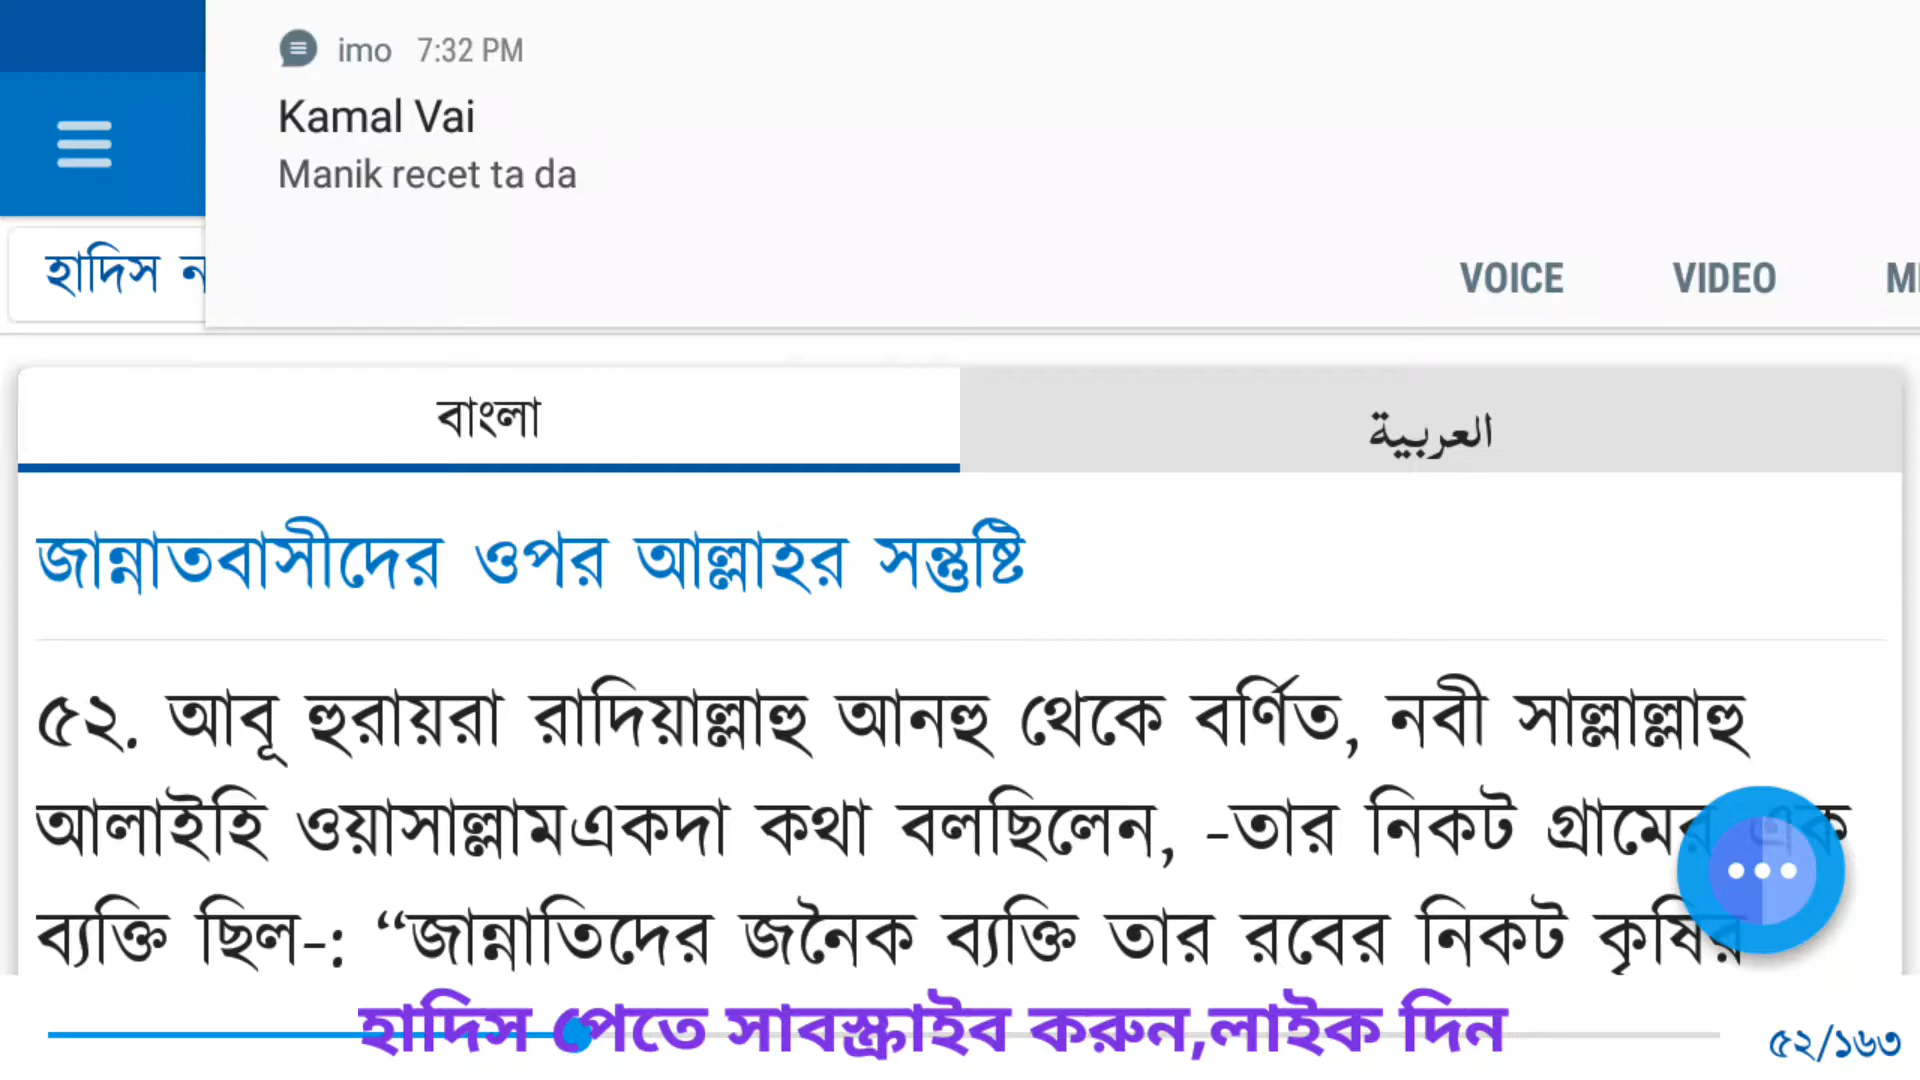 imo 7:32 PM
Kamal Vai
Manik recet ta da
হাদিস
VOICE VIDEO
বাংলা
العربية
জান্নাতবাসীদের ওপর আল্লাহর সন্তুষ্টি
৫২. আবূ হুরায়রা রাদিয়াল্লাহু আনহু থেকে বর্ণিত, নবী সাল্লাল্লাহু
আলাইহি ওয়াসাল্লামএকদা কথা বলছিলেন, -তার নিকট গ্রামের এক
ব্যক্তি ছিল-: “জান্নাতিদের জনৈক ব্যক্তি তার রবের নিকট কৃষির
হাদিস পেতে সাবস্ক্রাইব করুন,লাইক দিন
৫২/১৬৩